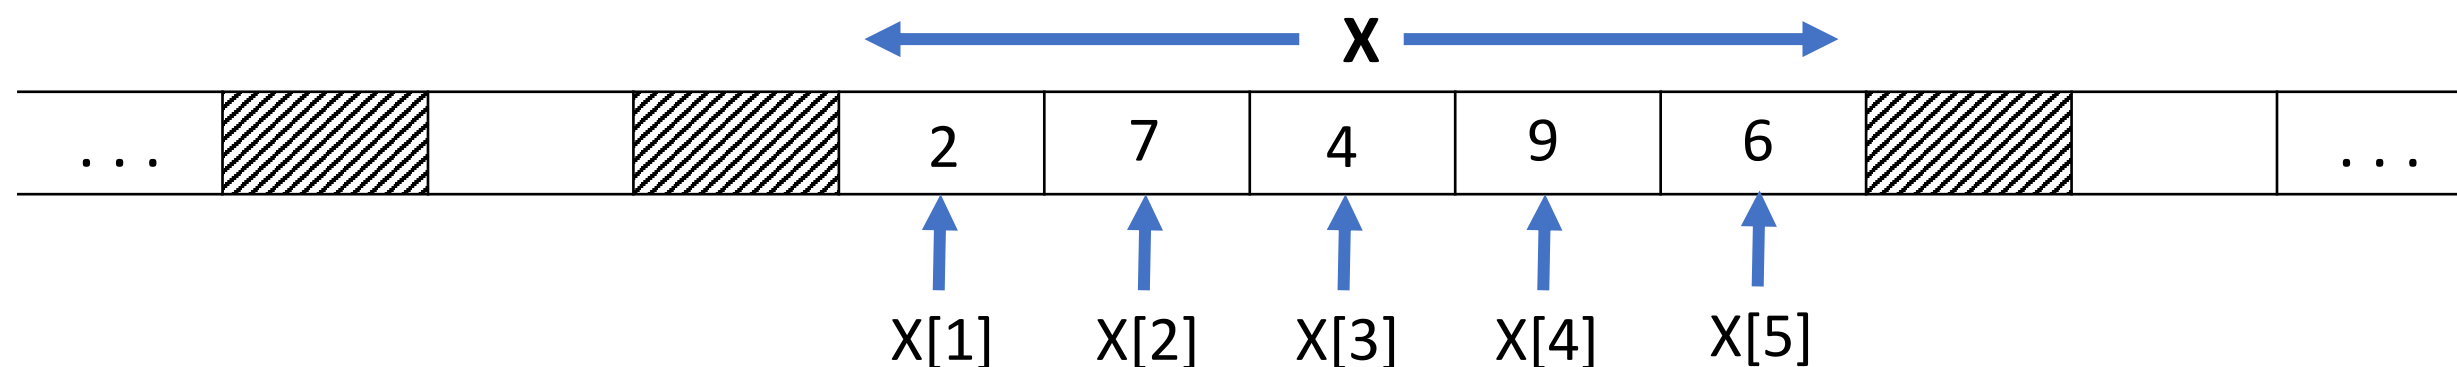 X
. . . 2 7 4 9 6 . . .
X[1] X[2] X[3] X[4] X[5]